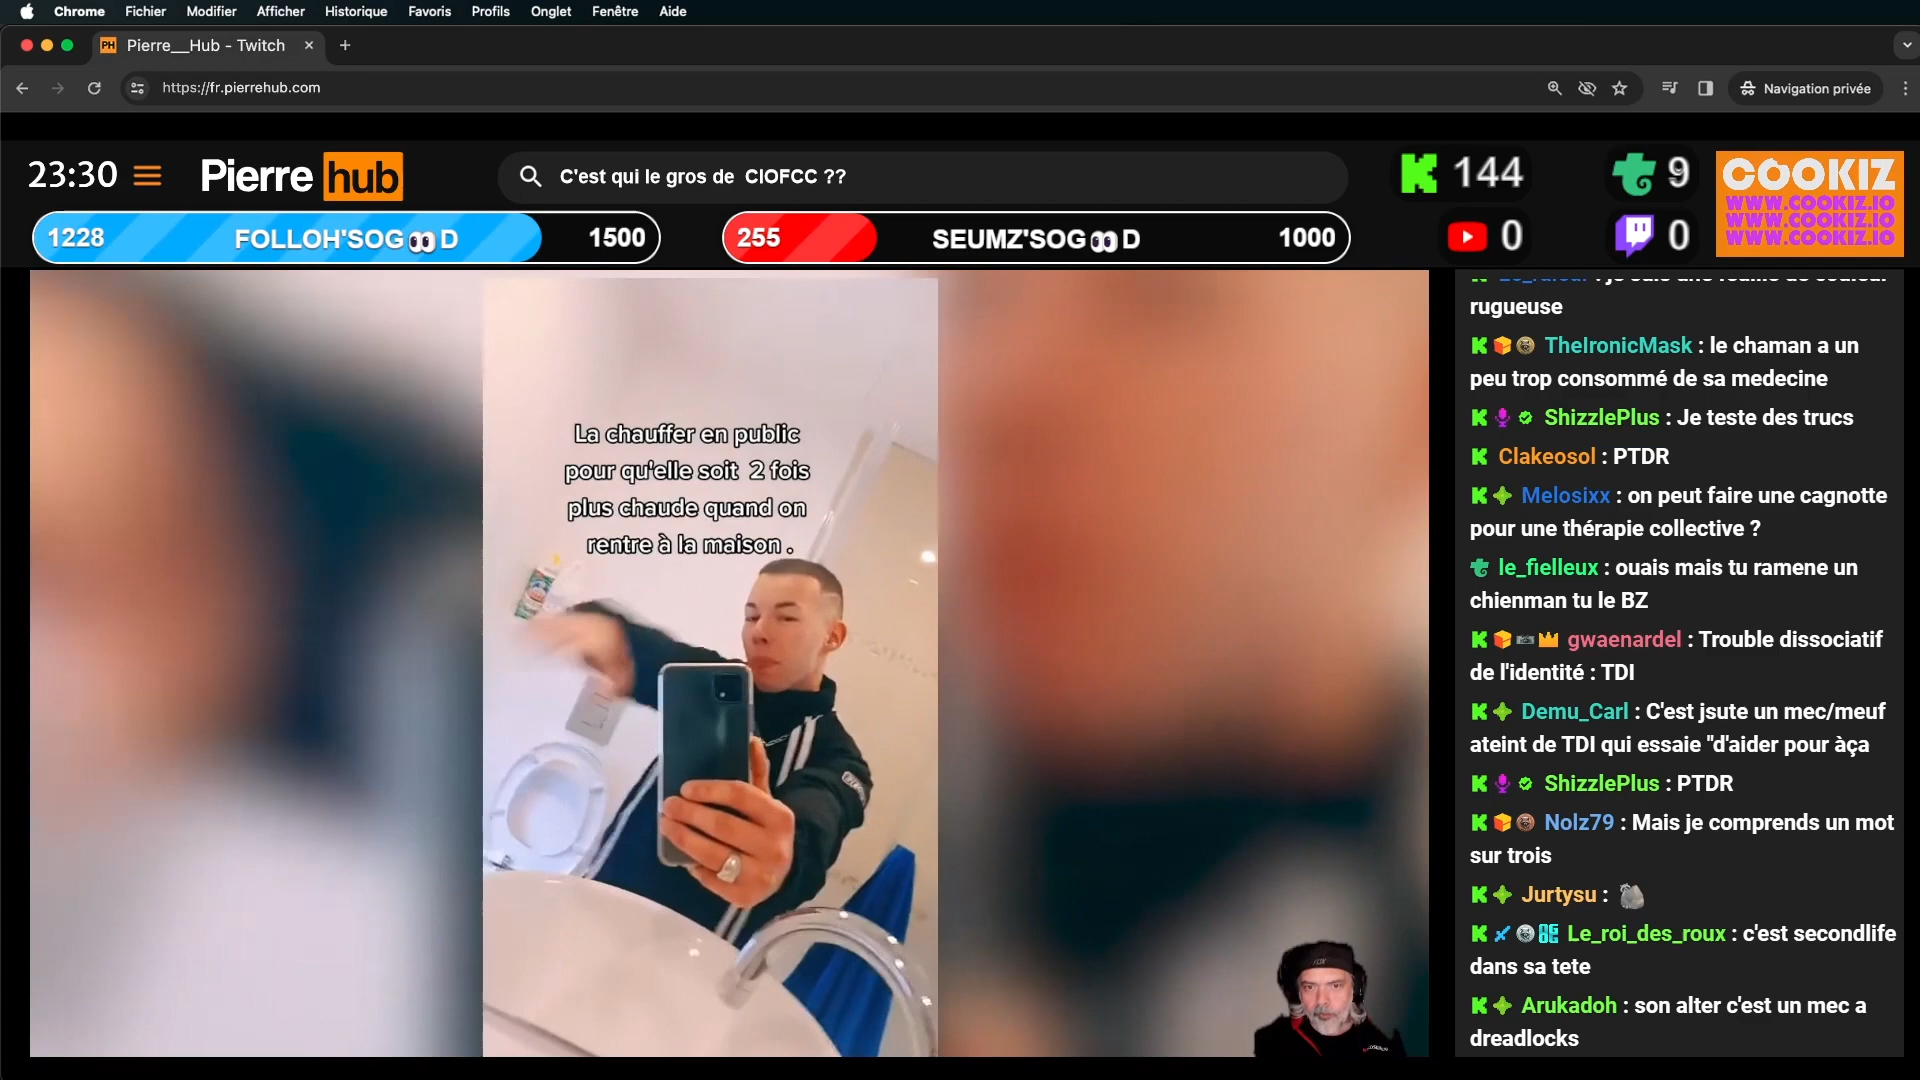 Chrome Fichier Modifier Afficher Historique Favoris Profils Onglet Fenêtre Aide
PH Pierre__Hub - Twitch
https://fr.pierrehub.com
Navigation privée
23:30 Pierre hub
C'est qui le gros de CIOFCC ??
144 9
COOKIZ
WWW.COOKIZ.IO
WWW.COOKIZ.IO
WWW.COOKIZ.IO
1228 FOLLOH'SOG👀D 1500
255 SEUMZ'SOG👀D 1000
0 0
La chauffer en public
pour qu'elle soit 2 fois
plus chaude quand on
rentre à la maison .
rugueuse
TheIronicMask : le chaman a un
peu trop consommé de sa medecine
ShizzlePlus : Je teste des trucs
Clakeosol : PTDR
Melosixx : on peut faire une cagnotte
pour une thérapie collective ?
le_fielleux : ouais mais tu ramene un
chienman tu le BZ
gwaenardel : Trouble dissociatif
de l'identité : TDI
Demu_Carl : C'est jsute un mec/meuf
ateint de TDI qui essaie "d'aider pour àça
ShizzlePlus : PTDR
Nolz79 : Mais je comprends un mot
sur trois
Jurtysu :
Le_roi_des_roux : c'est secondlife
dans sa tete
Arukadoh : son alter c'est un mec a
dreadlocks